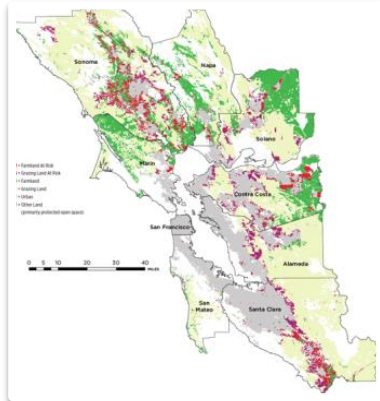 Sonoma
Napa
Solano
Marin
Farmland At Risk
Grazing Land At Risk
Farmland
Grazing Land
Urban
Other Land
(primarily protected open space)
Contra Costa
San Francisco
Alameda
0 5 10 20 30 40
MILES
San
Mateo
Santa Clara